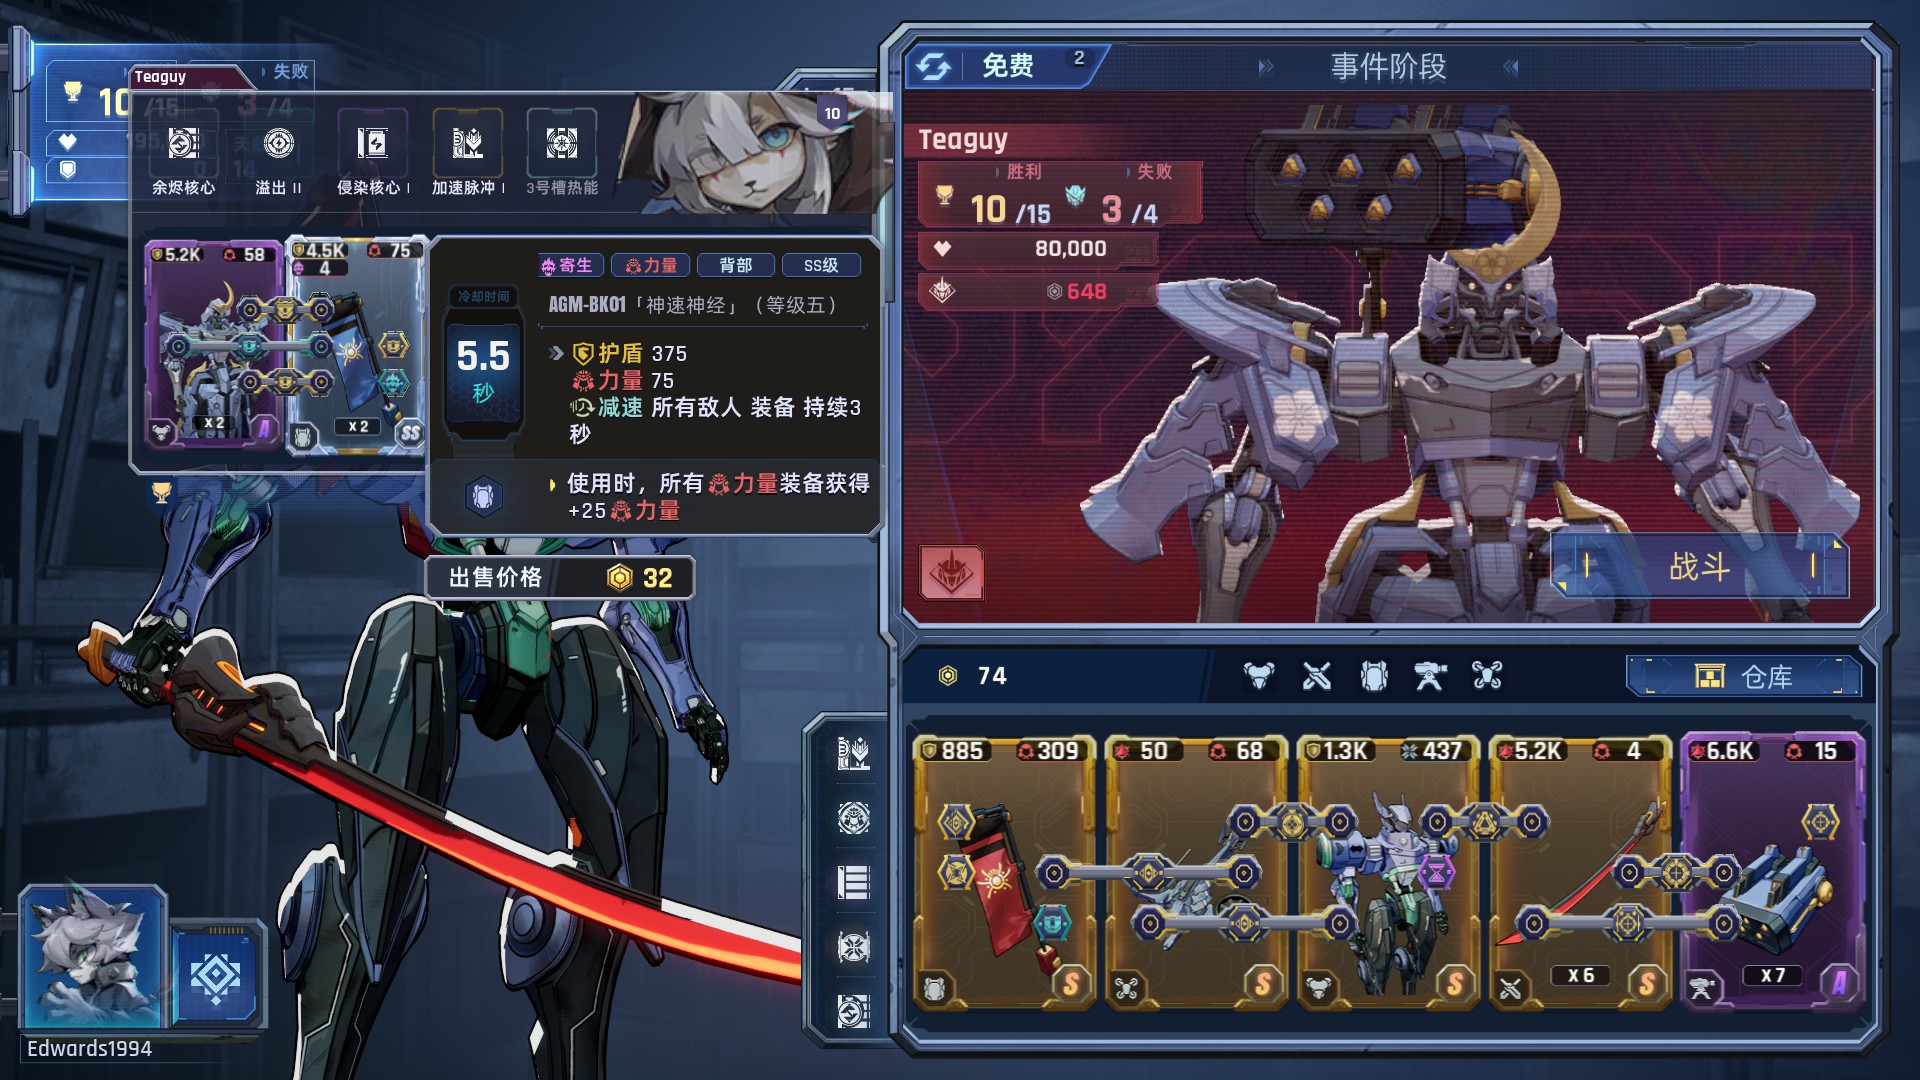 失败
10/15
3/4
Teaguy
10
余烬核心
溢出 II
侵染核心 I
加速脉冲 I
3号槽热能
5.2K
58
x2
A
4.5K
75
4
x2
SS
寄生
力量
背部
SS级
冷却时间
5.5
秒
AGM-BK01「神速神经」（等级五）
护盾 375
力量 75
减速 所有敌人 装备 持续3
秒
使用时，所有力量装备获得
+25力量
出售价格
32
Edwards1994
免费
2
事件阶段
Teaguy
胜利
失败
10/15
3/4
80,000
648
战斗
74
仓库
885
309
S
50
68
S
1.3K
437
S
5.2K
4
x6
S
6.6K
15
x7
A